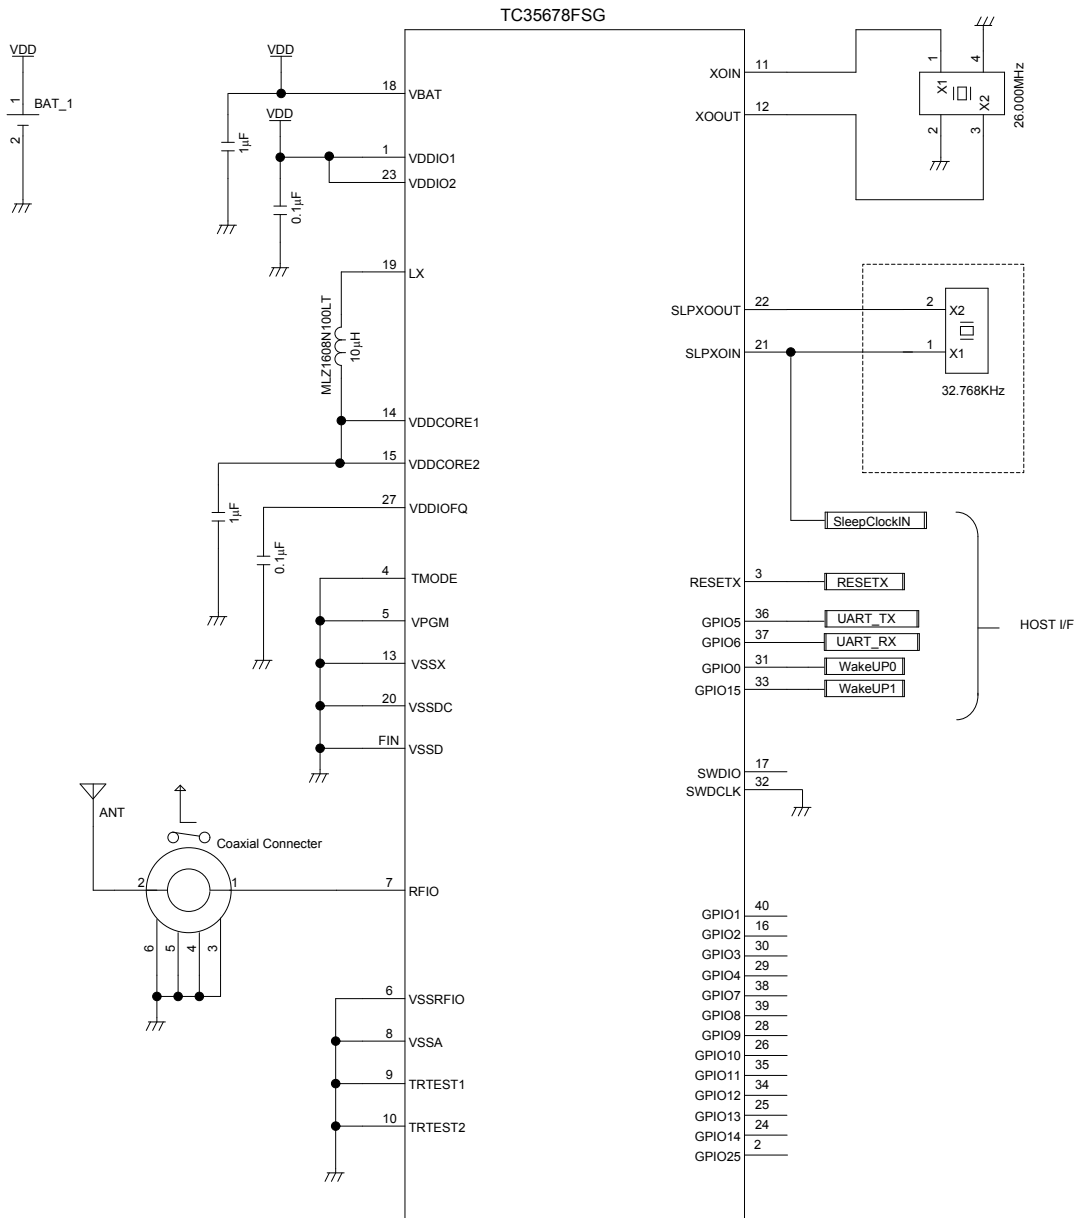 TC35678FSG
VDD
1
BAT_1
2
VDD
18
VBAT
1µF
VDD
1
VDDIO1
23
VDDIO2
0.1µF
19
LX
MLZ1608N100LT
10µH
14
VDDCORE1
15
VDDCORE2
1µF
27
VDDIOFQ
0.1µF
4
TMODE
5
VPGM
13
VSSX
20
VSSDC
FIN
VSSD
ANT
Coaxial Connecter
2
1
7
RFIO
6
5
4
3
6
VSSRFIO
8
VSSA
9
TRTEST1
10
TRTEST2
XOIN
11
XOOUT
12
1
4
X1
X2
2
3
26.000MHz
SLPXOOUT
22
2
X2
SLPXOIN
21
1
X1
32.768KHz
SleepClockIN
RESETX
3
RESETX
GPIO5
36
UART_TX
GPIO6
37
UART_RX
GPIO0
31
WakeUP0
GPIO15
33
WakeUP1
HOST I/F
SWDIO
17
SWDCLK
32
GPIO1
40
GPIO2
16
GPIO3
30
GPIO4
29
GPIO7
38
GPIO8
39
GPIO9
28
GPIO10
26
GPIO11
35
GPIO12
34
GPIO13
25
GPIO14
24
GPIO25
2